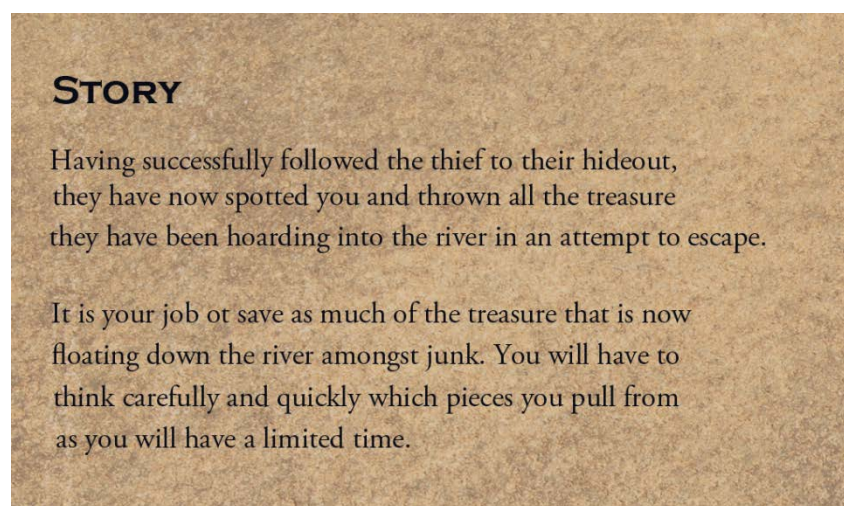 Story
Having successfully followed the thief to their hideout,
they have now spotted you and thrown all the treasure
they have been hoarding into the river in an attempt to escape.
It is your job ot save as much of the treasure that is now
floating down the river amongst junk. You will have to
think carefully and quickly which pieces you pull from
as you will have a limited time.